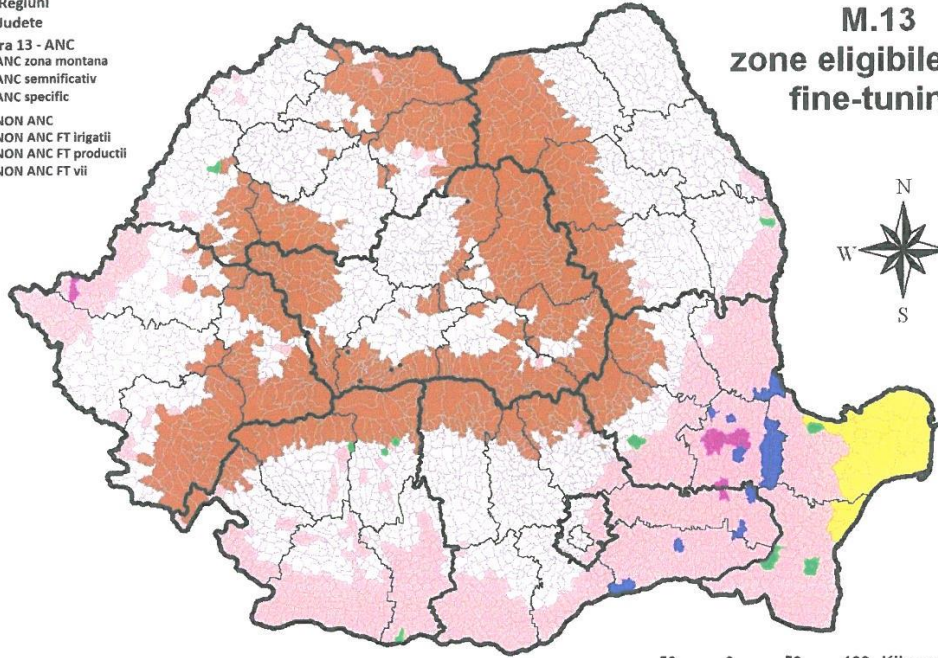 Regiuni
Judete
ra 13 - ANC
ANC zona montana
ANC semnificativ
ANC specific
NON ANC
NON ANC FT irigatii
NON ANC FT productii
NON ANC FT vii
M.13
zone eligibile
fine-tunin
N
W
S